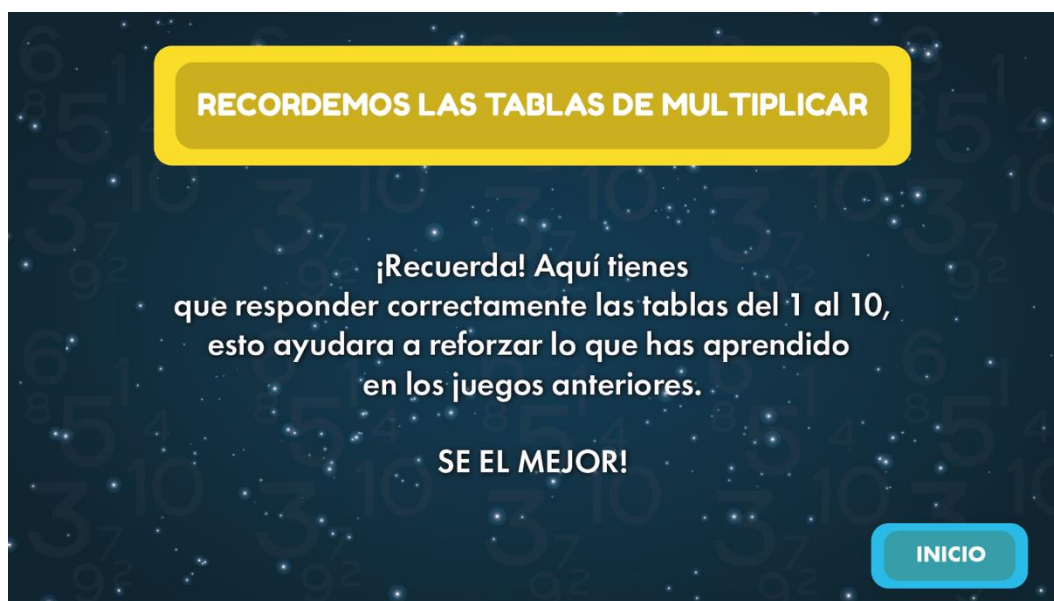 RECORDEMOS LAS TABLAS DE MULTIPLICAR
¡Recuerda! Aquí tienes
que responder correctamente las tablas del 1 al 10,
esto ayudara a reforzar lo que has aprendido
en los juegos anteriores.
SE EL MEJOR!
INICIO